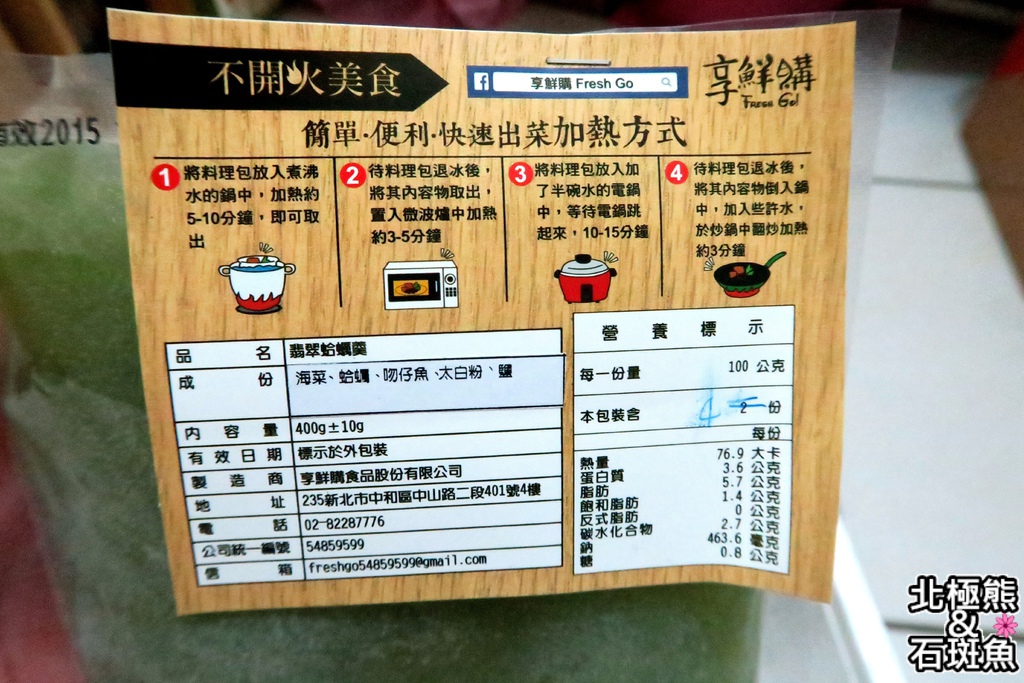 不開火美食
享鮮購 Fresh Go
享鮮購
FRESH GO!
有效2015
簡單·便利·快速出菜加熱方式
1 將料理包放入煮沸
水的鍋中，加熱約
5-10分鐘，即可取
出
2 待料理包退冰後，
將其內容物取出，
置入微波爐中加熱
約3-5分鐘
3 將料理包放入加
了半碗水的電鍋
中，等待電鍋跳
起來，10-15分鐘
4 待料理包退冰後，
將其內容物倒入鍋
中，加入些許水，
於炒鍋中翻炒加熱
約3分鐘
品名 翡翠蛤蠣羹
成份 海菜、蛤蠣、吻仔魚、太白粉、鹽
內容量 400g±10g
有效日期 標示於外包裝
製造商 享鮮購食品股份有限公司
地址 235新北市中和區中山路二段401號4樓
電話 02-82287776
公司統一編號 54859599
信箱 freshgo54859599@gmail.com
營養標示
每一份量 100 公克
本包裝含 4 2 份
每份
熱量 76.9 大卡
蛋白質 3.6 公克
脂肪 5.7 公克
飽和脂肪 1.4 公克
反式脂肪 0 公克
碳水化合物 2.7 公克
鈉 463.6 毫克
糖 0.8 公克
北極熊
&
石斑魚